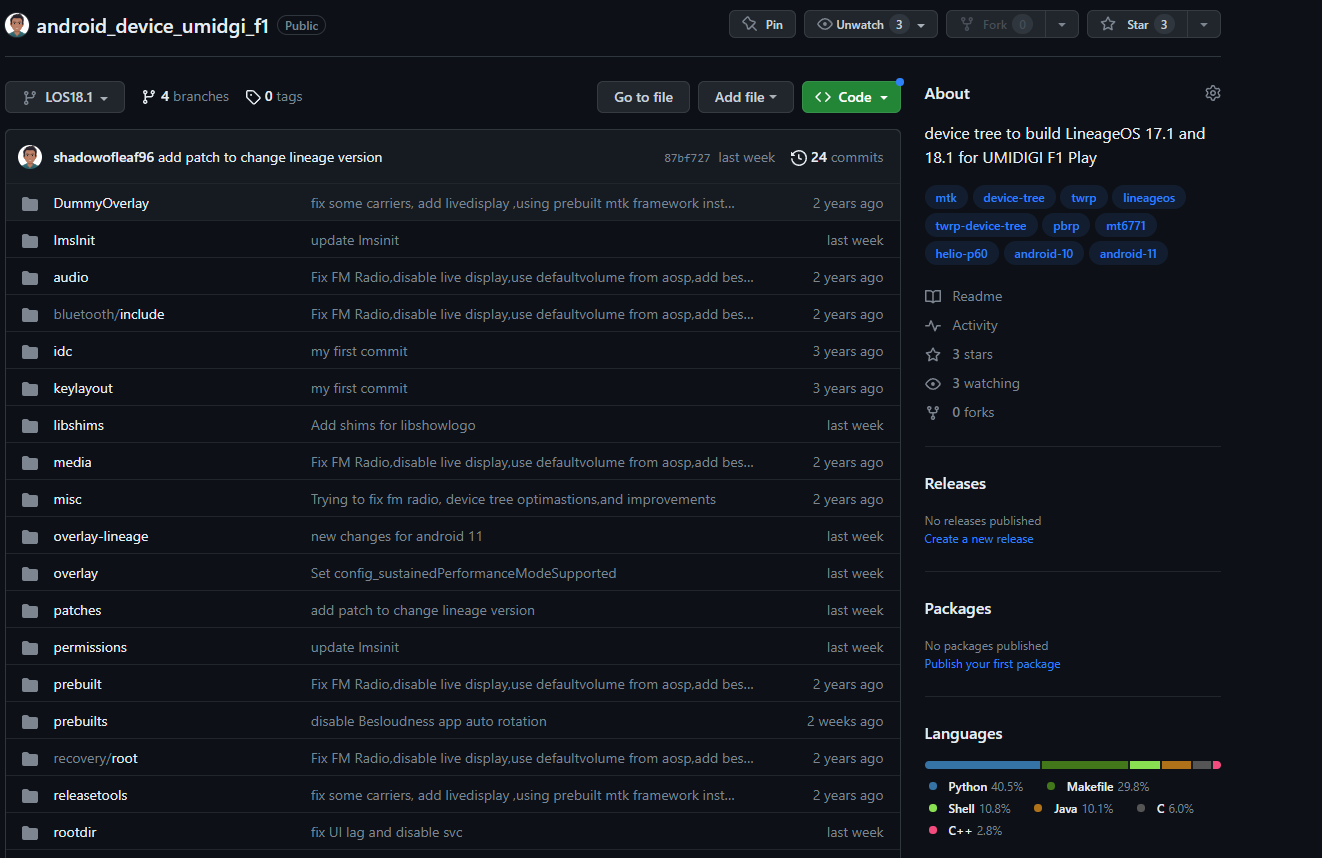 android_device_umidgi_f1 Public Pin Unwatch 3 Fork 0 Star 3
LOS18.1 4 branches 0 tags Go to file Add file <> Code
shadowofleaf96 add patch to change lineage version 87bf727 last week 24 commits
DummyOverlay fix some carriers, add livedisplay ,using prebuilt mtk framework inst... 2 years ago
ImsInit update Imsinit last week
audio Fix FM Radio,disable live display,use defaultvolume from aosp,add bes... 2 years ago
bluetooth/include Fix FM Radio,disable live display,use defaultvolume from aosp,add bes... 2 years ago
idc my first commit 3 years ago
keylayout my first commit 3 years ago
libshims Add shims for libshowlogo last week
media Fix FM Radio,disable live display,use defaultvolume from aosp,add bes... 2 years ago
misc Trying to fix fm radio, device tree optimastions,and improvements 2 years ago
overlay-lineage new changes for android 11 last week
overlay Set config_sustainedPerformanceModeSupported last week
patches add patch to change lineage version last week
permissions update Imsinit last week
prebuilt Fix FM Radio,disable live display,use defaultvolume from aosp,add bes... 2 years ago
prebuilts disable Besloudness app auto rotation 2 weeks ago
recovery/root Fix FM Radio,disable live display,use defaultvolume from aosp,add bes... 2 years ago
releasetools fix some carriers, add livedisplay ,using prebuilt mtk framework inst... 2 years ago
rootdir fix UI lag and disable svc last week
About
device tree to build LineageOS 17.1 and
18.1 for UMIDIGI F1 Play
mtk device-tree twrp lineageos
twrp-device-tree pbrp mt6771
helio-p60 android-10 android-11
Readme
Activity
3 stars
3 watching
0 forks
Releases
No releases published
Create a new release
Packages
No packages published
Publish your first package
Languages
Python 40.5% Makefile 29.8%
Shell 10.8% Java 10.1% C 6.0%
C++ 2.8%